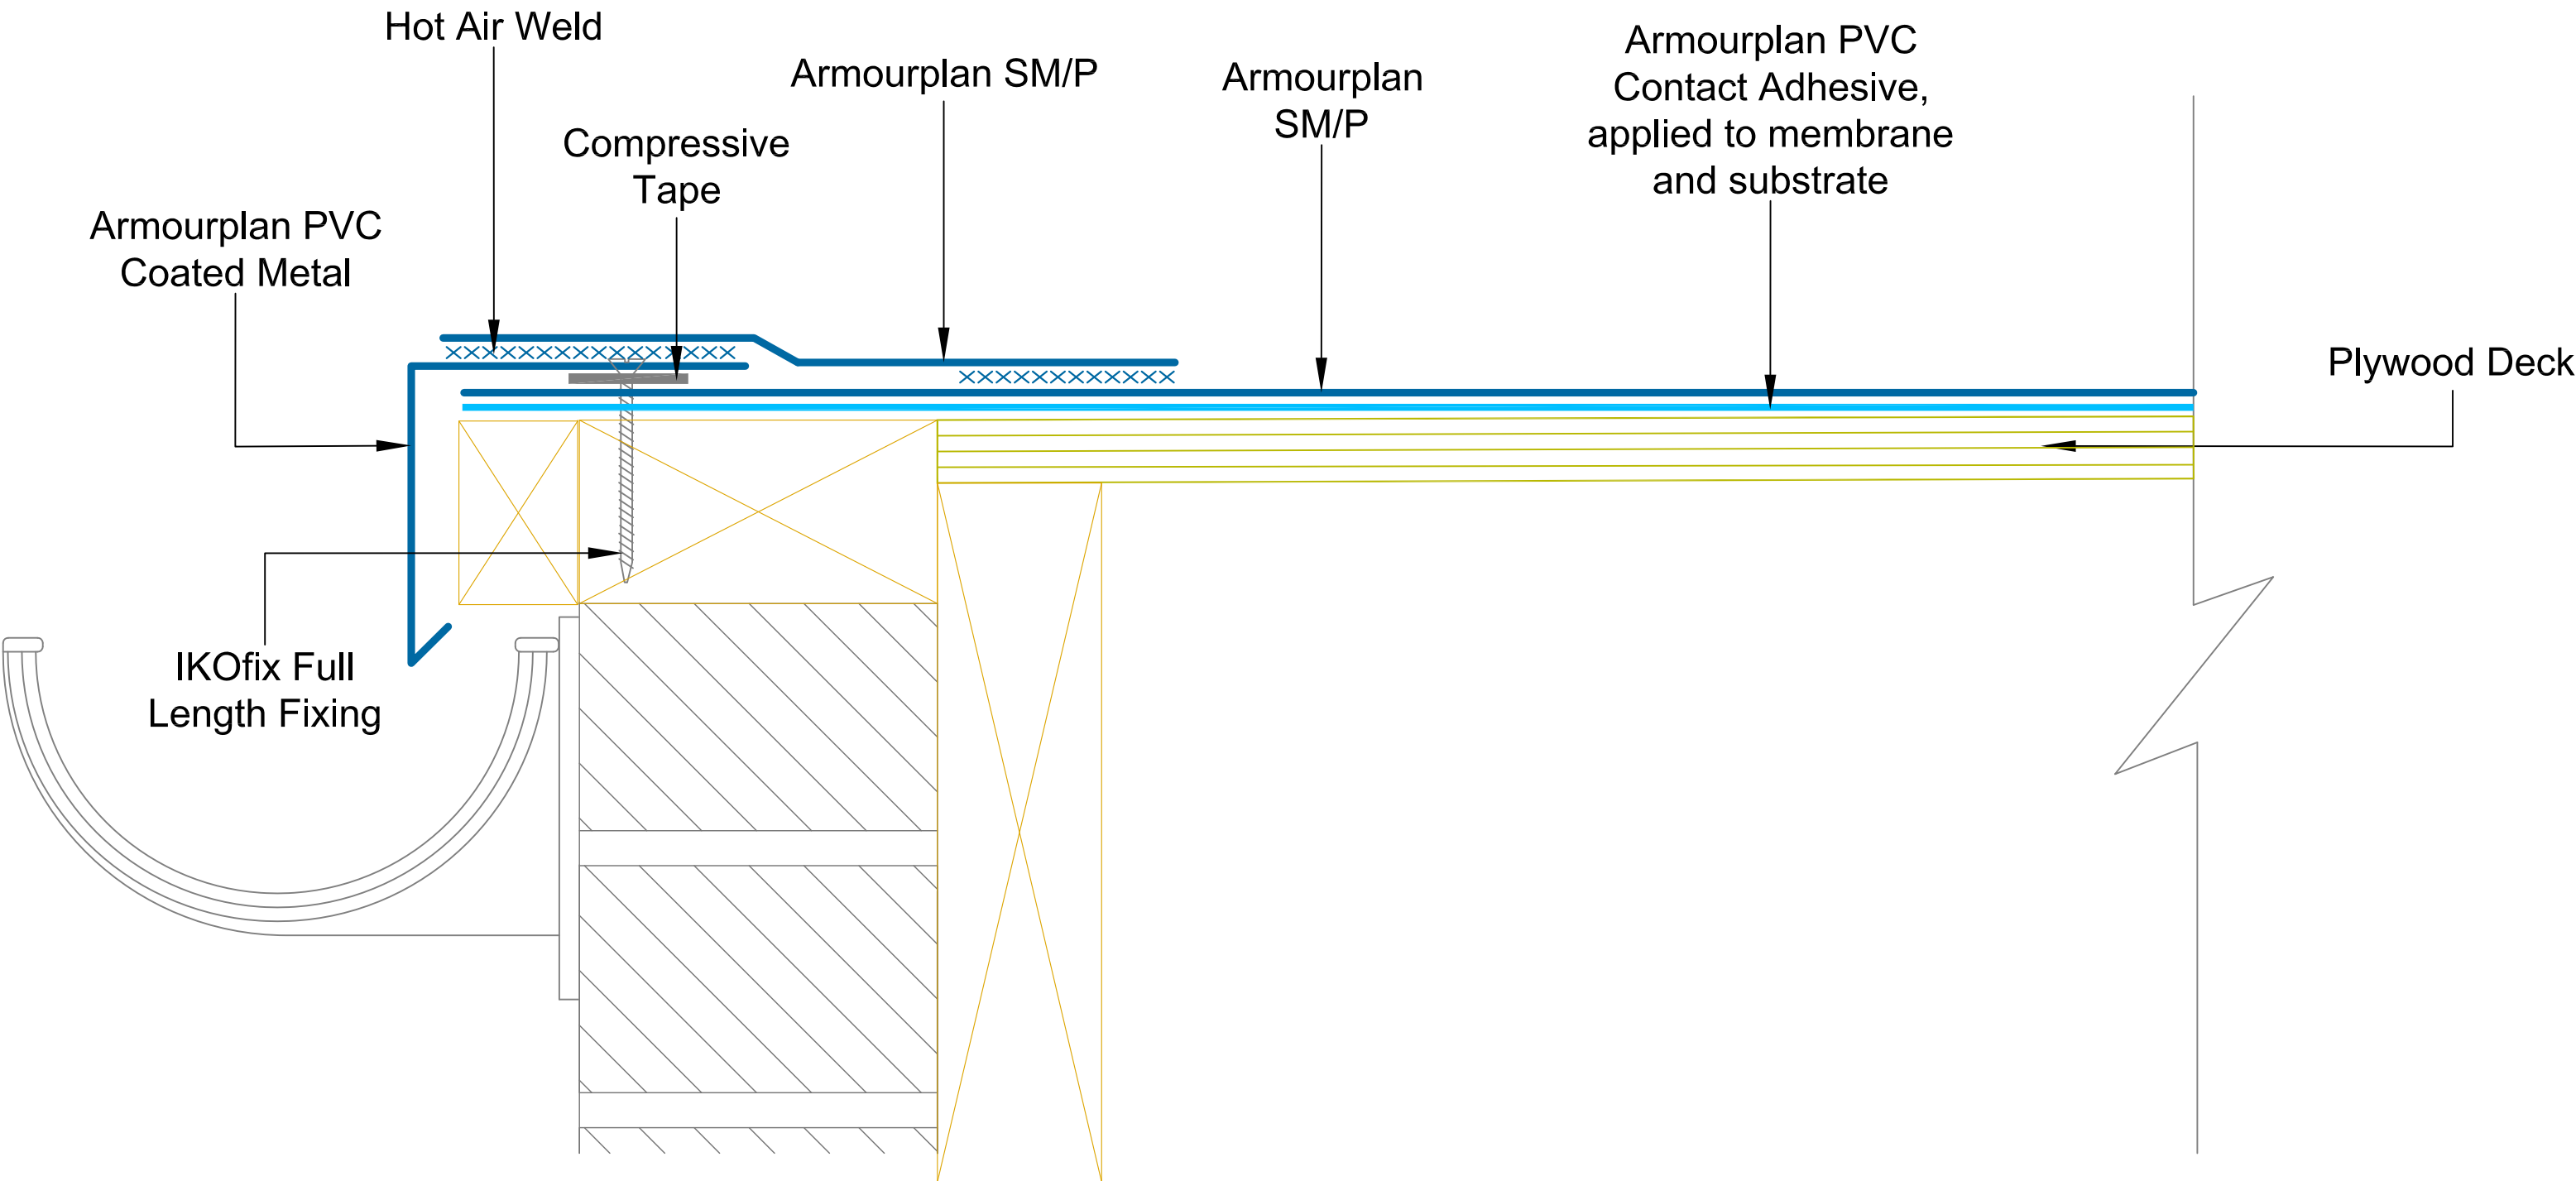 Hot Air Weld
Armourplan SM/P
Armourplan
SM/P
Armourplan PVC
Contact Adhesive,
applied to membrane
and substrate
Compressive
Tape
Armourplan PVC
Coated Metal
Plywood Deck
IKOfix Full
Length Fixing